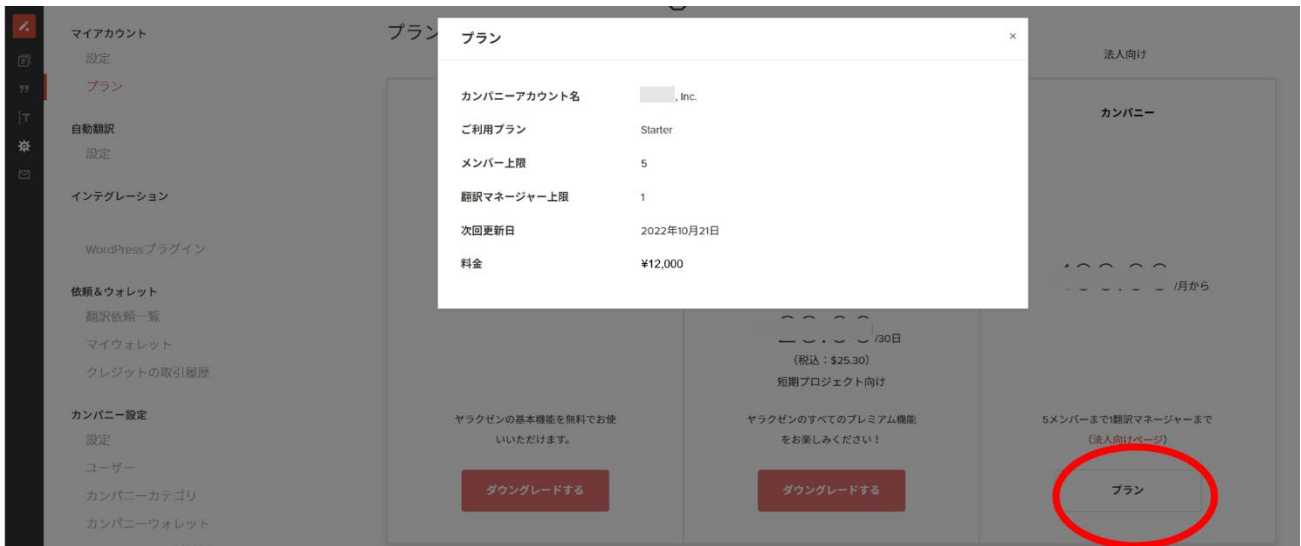 マイアカウント
設定
プラン
自動翻訳
設定
インテグレーション
WordPressプラグイン
依頼&ウォレット
翻訳依頼一覧
マイウォレット
クレジットの取引履歴
カンパニー設定
設定
ユーザー
カンパニーカテゴリ
カンパニーウォレット
プラン
プラン
×
カンパニーアカウント名
, Inc.
ご利用プラン
Starter
メンバー上限
5
翻訳マネージャー上限
1
次回更新日
2022年10月21日
料金
¥12,000
ヤラクゼンの基本機能を無料でお使
いいただけます。
ダウングレードする
/30日
(税込:$25.30)
短期プロジェクト向け
ヤラクゼンのすべてのプレミアム機能
をお楽しみください!
ダウングレードする
法人向け
カンパニー
/月から
5メンバーまで1翻訳マネージャーまで
(法人向けページ)
プラン